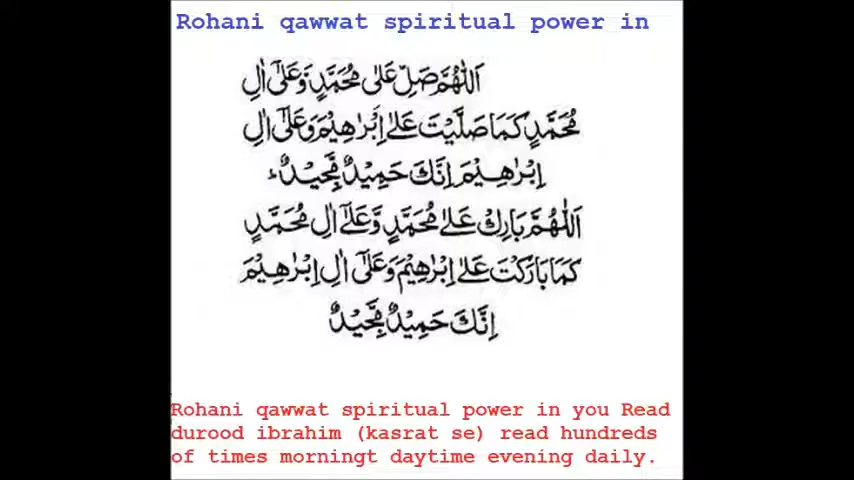 Rohani qawwat spiritual power in
اَللّٰهُمَّ صَلِّ عَلٰى مُحَمَّدٍ وَّعَلٰٓى اٰلِ
مُحَمَّدٍ كَمَا صَلَّيْتَ عَلٰٓى اِبْرٰهِيْمَ وَعَلٰٓى اٰلِ
اِبْرٰهِيْمَ اِنَّكَ حَمِيْدٌ مَّجِيْدٌ ؕ
اَللّٰهُمَّ بَارِكْ عَلٰى مُحَمَّدٍ وَّعَلٰٓى اٰلِ مُحَمَّدٍ
كَمَا بَارَكْتَ عَلٰٓى اِبْرٰهِيْمَ وَعَلٰٓى اٰلِ اِبْرٰهِيْمَ
اِنَّكَ حَمِيْدٌ مَّجِيْدٌ
Rohani qawwat spiritual power in you Read
durood ibrahim (kasrat se) read hundreds
of times morningt daytime evening daily.